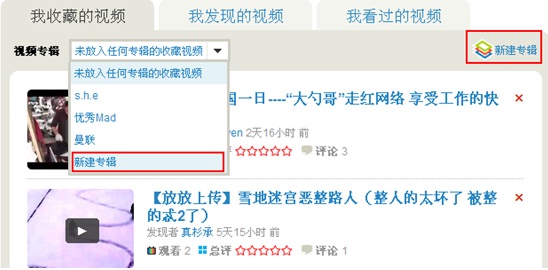 我收藏的视频 我发现的视频 我看过的视频
视频专辑 未放入任何专辑的收藏视频 新建专辑
未放入任何专辑的收藏视频
s.h.e
优秀Mad
曼联
新建专辑
国一日----“大勺哥”走红网络 享受工作的快
ven 2天16小时 前
评论 3
【放放上传】雪地迷宫恶整路人（整人的太坏了 被整
的忒2了）
发现者 真杉承 5天15小时 前
观看 2 总评 评论 1